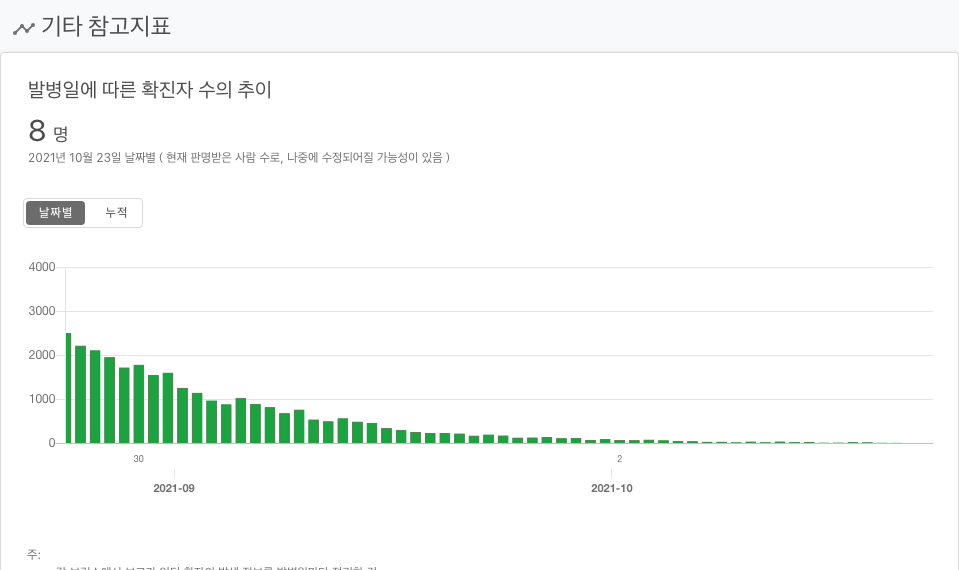 기타 참고지표
발병일에 따른 확진자 수의 추이
8 명
2021년 10월 23일 날짜별 ( 현재 판명받은 사람 수로, 나중에 수정되어질 가능성이 있음 )
날짜별 누적
4000
3000
2000
1000
0
30 2
2021-09 2021-10
주: